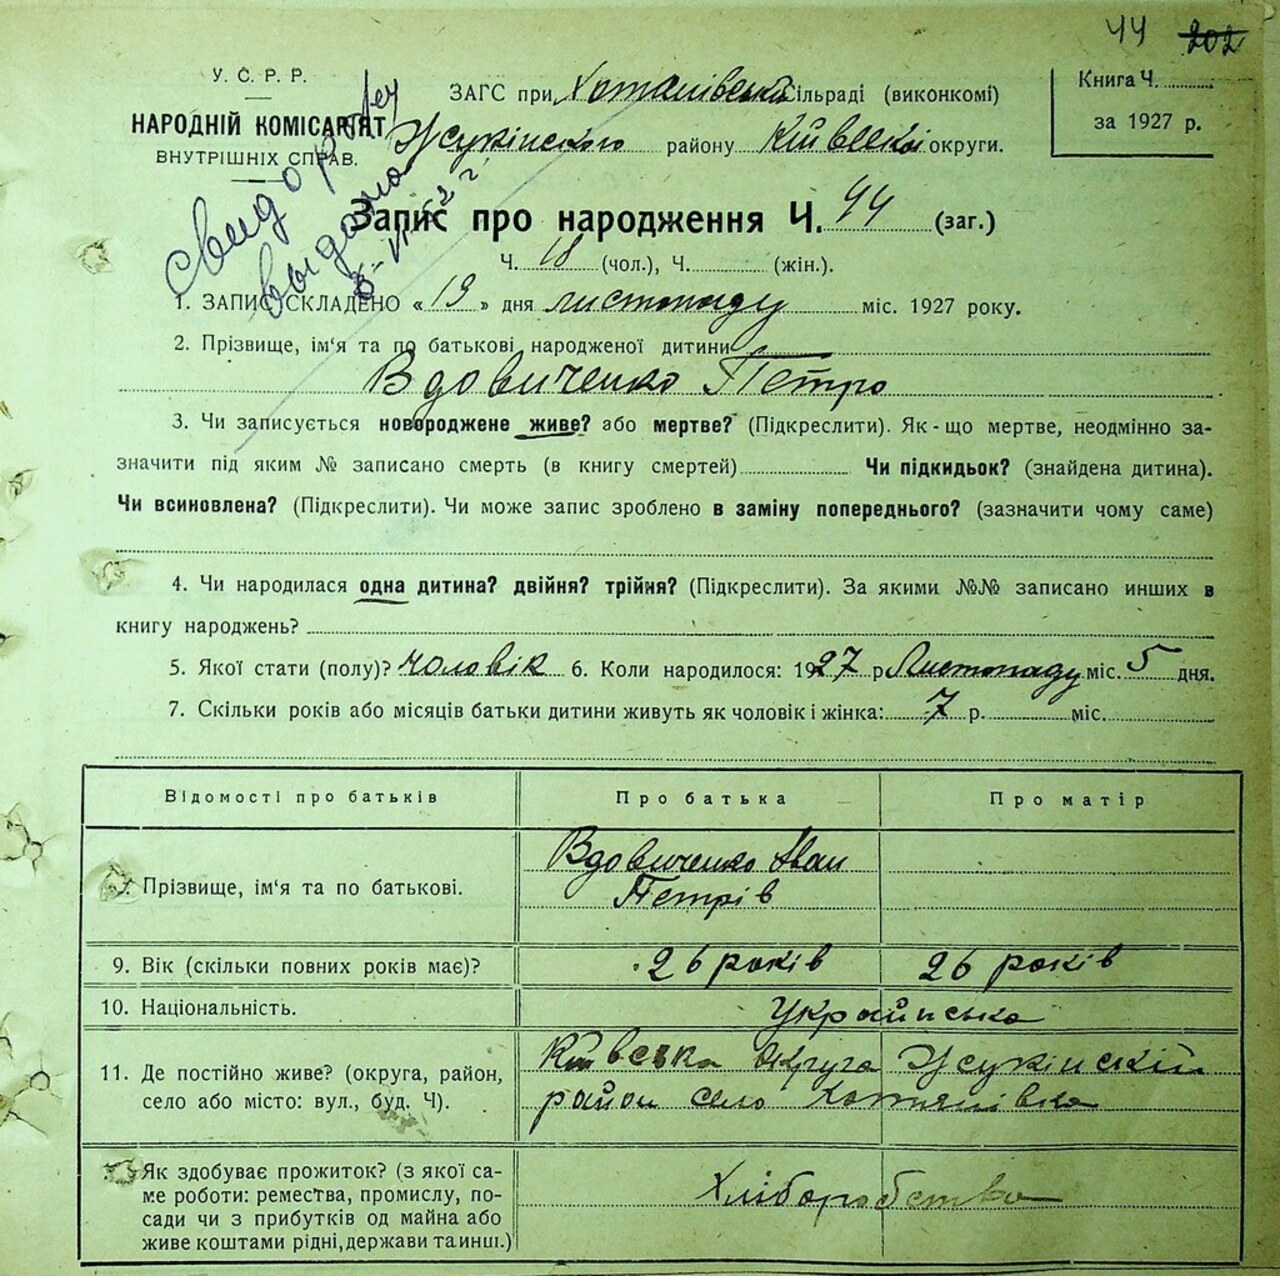 44 202
У. С. Р. Р.
НАРОДНІЙ КОМІСАРІЯТ
ВНУТРІШНІХ СПРАВ.
ЗАГС при Хотянівській Сільраді (виконкомі)
Жукінського району Київської округи.
Книга Ч.
за 1927 р.
выдано
Запис про народження Ч. 44 (заг.)
Ч. 18 (чол.), Ч. (жін.).
1. ЗАПИС СКЛАДЕНО « 19 » дня листопаду міс. 1927 року.
2. Прізвище, ім‘я та по батькові народженої дитини
Вдовиченко Петро
3. Чи записується новороджене живе? або мертве? (Підкреслити). Як-що мертве, неодмінно за-
значити під яким № записано смерть (в книгу смертей) Чи підкидьок? (знайдена дитина).
Чи всиновлена? (Підкреслити). Чи може запис зроблено в заміну попереднього? (зазначити чому саме)
4. Чи народилася одна дитина? двійня? трійня? (Підкреслити). За якими №№ записано инших в
книгу народжень?
5. Якої стати (полу)? чоловік 6. Коли народилося: 1927 р Листопаду міс. 5 дня.
7. Скільки років або місяців батьки дитини живуть як чоловік і жінка: 7 р. міс.
Відомості про батьків Про батька Про матір
Прізвище, ім‘я та по батькові. Вдовиченко Іван
Петрів
9. Вік (скільки повних років має)? 26 років 26 років
10. Національність. Українська
11. Де постійно живе? (округа, район,
село або місто: вул., буд. Ч).
Київська округа Жукінській
район село Хотянівка
Як здобуває прожиток? (з якої са-
ме роботи: ремества, промислу, по-
сади чи з прибутків од майна або
живе коштами рідні, держави та инш.)
Хліборобство